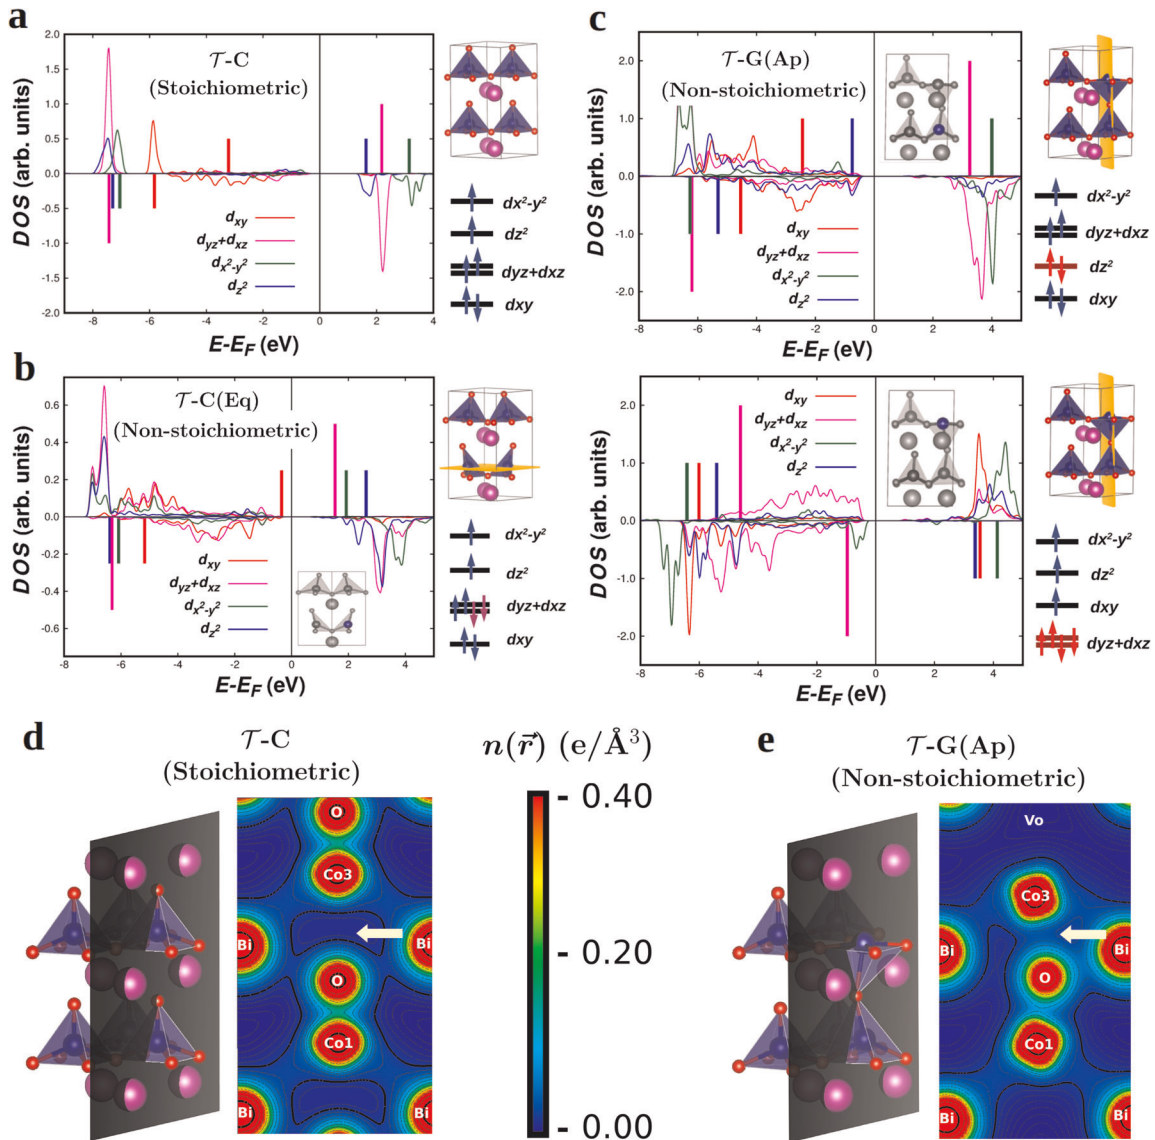 a
𝒯-C
(Stoichiometric)
DOS (arb. units)
2.0
1.5
1.0
0.5
0.0
0.5
1.0
1.5
2.0
dxy
dyz+dxz
dx²-y²
dz²
-8
-6
-4
-2
0
2
4
E-EF (eV)
dx²-y²
dz²
dyz+dxz
dxy
b
𝒯-C(Eq)
(Non-stoichiometric)
DOS (arb. units)
0.6
0.4
0.2
0.0
-0.2
-0.4
-0.6
dxy
dyz+dxz
dx²-y²
dz²
-8
-6
-4
-2
0
2
4
E-EF (eV)
dx²-y²
dz²
dyz+dxz
dxy
c
𝒯-G(Ap)
(Non-stoichiometric)
DOS (arb. units)
2.0
1.0
0.0
-1.0
-2.0
dxy
dyz+dxz
dx²-y²
dz²
-8
-6
-4
-2
0
2
4
E-EF (eV)
dx²-y²
dyz+dxz
dz²
dxy
DOS (arb. units)
2.0
1.0
0.0
-1.0
-2.0
dxy
dyz+dxz
dx²-y²
dz²
-8
-6
-4
-2
0
2
4
E-EF (eV)
dx²-y²
dz²
dxy
dyz+dxz
d
𝒯-C
(Stoichiometric)
O
Co3
Bi
Bi
O
Co1
Bi
Bi
n(r⃗) (e/Å³)
- 0.40
- 0.20
- 0.00
e
𝒯-G(Ap)
(Non-stoichiometric)
Vo
Co3
Bi
Bi
O
Co1
Bi
Bi